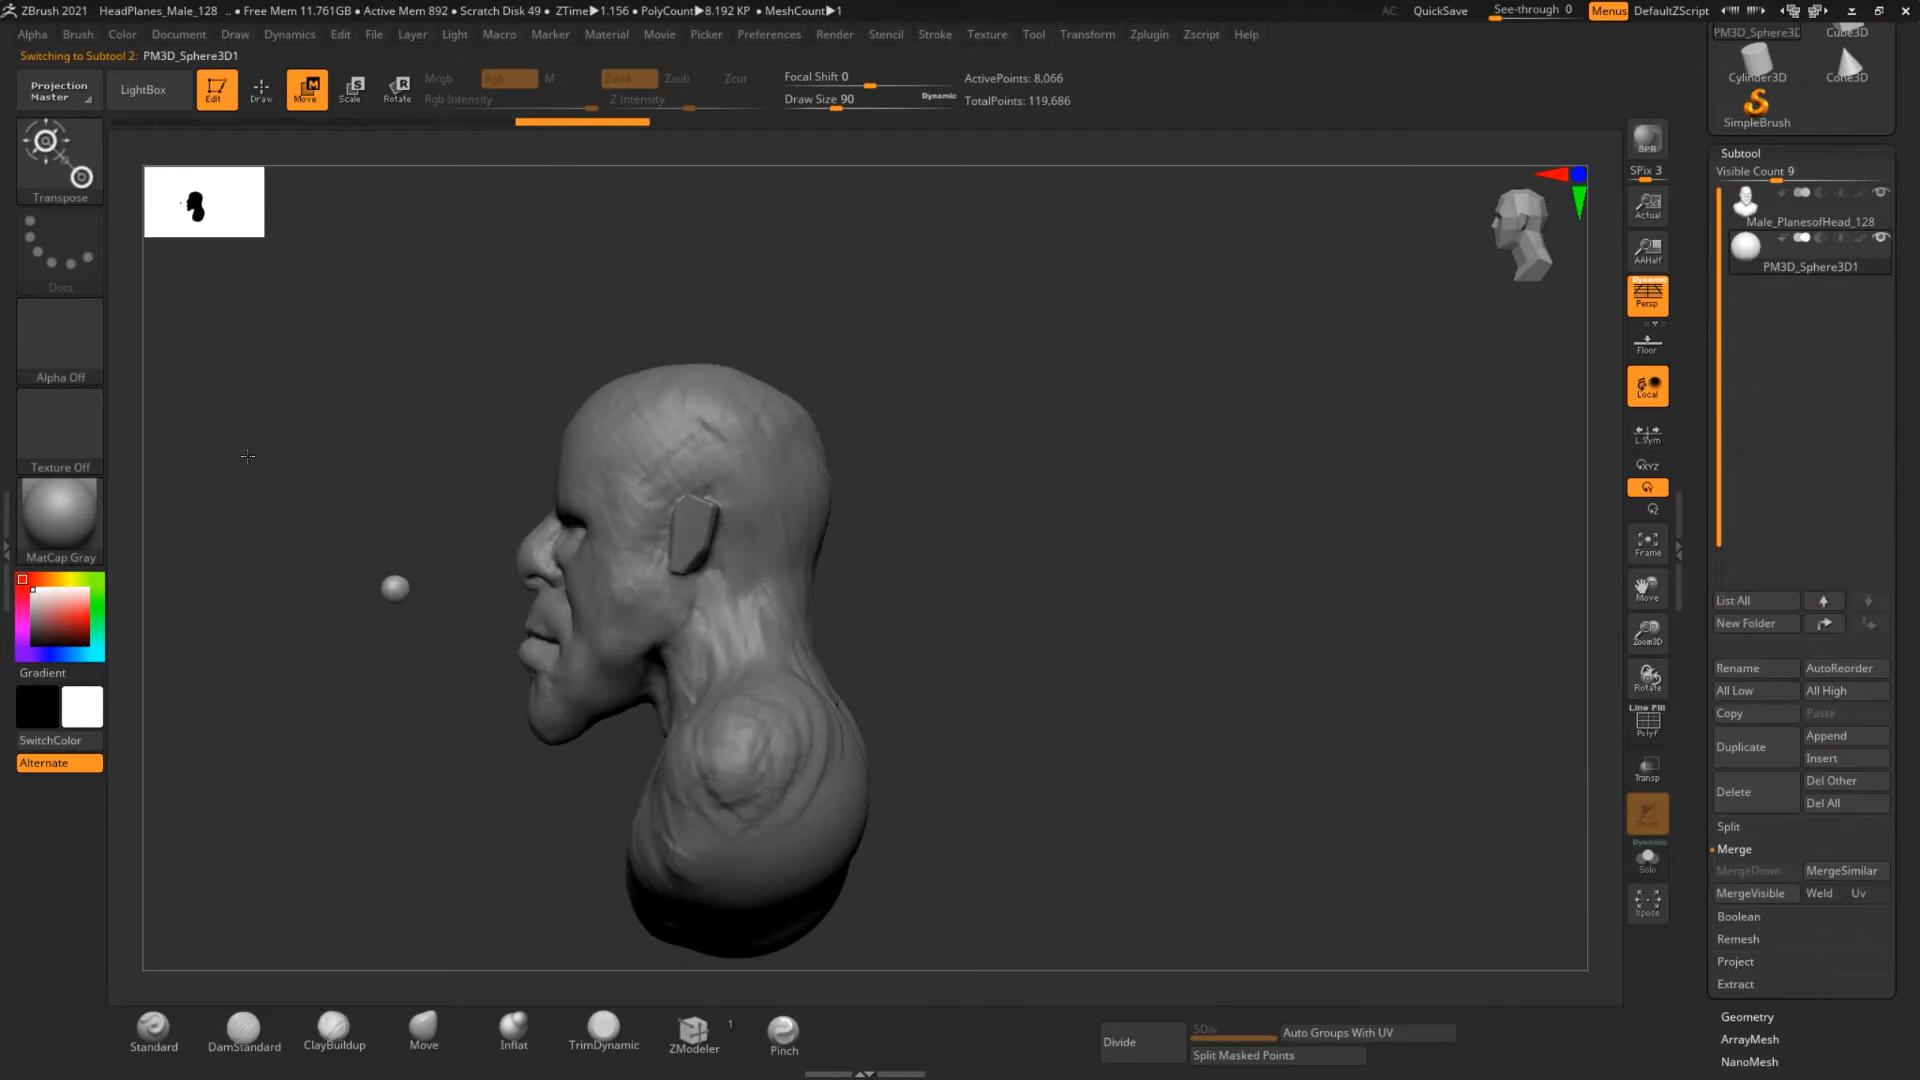 ZBrush 2021 HeadPlanes_Male_128 .. • Free Mem 11.761GB • Active Mem 892 • Scratch Disk 49 • ZTime▶1.156 • PolyCount▶8.192 KP • MeshCount▶1 AC QuickSave See-through 0 Menus DefaultZScript
Alpha Brush Color Document Draw Dynamics Edit File Layer Light Macro Marker Material Movie Picker Preferences Render Stencil Stroke Texture Tool Transform Zplugin Zscript Help
Switching to Subtool 2: PM3D_Sphere3D1
Projection Master
LightBox
Edit
Draw
Move
Scale
Rotate
Mrgb Rgb M Zadd Zsub Zcut
Rgb Intensity Z Intensity
Focal Shift 0
Draw Size 90 Dynamic
ActivePoints: 8,066
TotalPoints: 119,686
Transpose
Dots
Alpha Off
Texture Off
MatCap Gray
Gradient
SwitchColor
Alternate
BPR
SPix 3
Actual
AAHalf
Dynamic
Persp
Floor
Local
L.Sym
XYZ
Y
Z
Frame
Move
Zoom3D
Rotate
Line Fill
PolyF
Transp
Dynamic
Solo
Xpose
PM3D_Sphere3D Cube3D
Cylinder3D Cone3D
SimpleBrush
Subtool
Visible Count 9
Male_PlanesofHead_128
PM3D_Sphere3D1
List All
New Folder
Rename AutoReorder
All Low All High
Copy Paste
Duplicate Append
Insert
Delete Del Other
Del All
Split
Merge
MergeDown MergeSimilar
MergeVisible Weld Uv
Boolean
Remesh
Project
Extract
Geometry
ArrayMesh
NanoMesh
Standard DamStandard ClayBuildup Move Inflat TrimDynamic ZModeler 1 Pinch
Divide
SDiv Auto Groups With UV
Split Masked Points